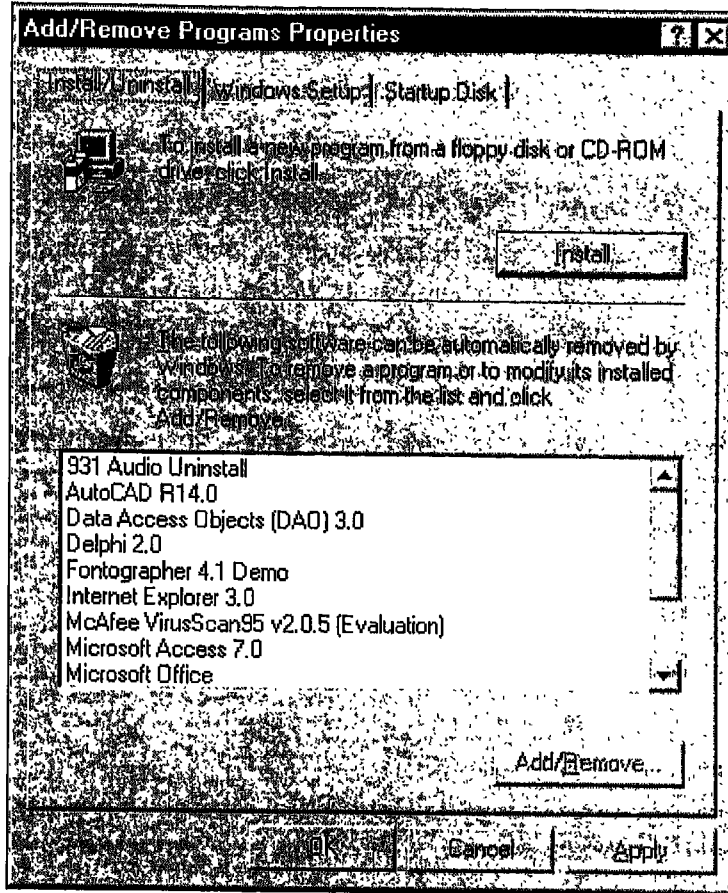 Add/Remove Programs Properties
Install/Uninstall Windows Setup Startup Disk
To install a new program from a floppy disk or CD-ROM
drive, click Install.
Install...
The following software can be automatically removed by
Windows. To remove a program or to modify its installed
components, select it from the list and click
Add/Remove.
931 Audio Uninstall
AutoCAD R14.0
Data Access Objects (DAO) 3.0
Delphi 2.0
Fontographer 4.1 Demo
Internet Explorer 3.0
McAfee VirusScan95 v2.0.5 (Evaluation)
Microsoft Access 7.0
Microsoft Office
Add/Remove...
OK Cancel Apply